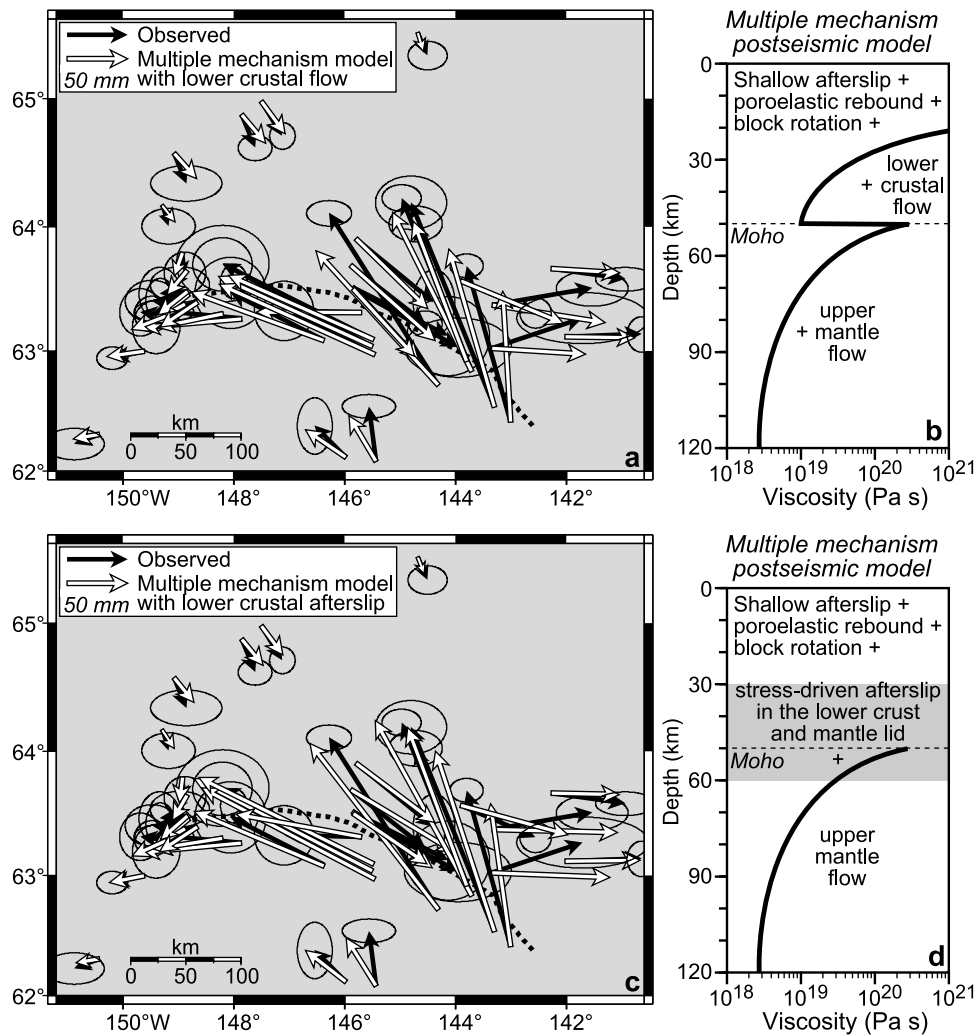 Observed
Multiple mechanism model
50 mm with lower crustal flow
65°
64°
63°
62°
km
0 50 100
a
150°W 148° 146° 144° 142°
Multiple mechanism
postseismic model
0
30
60
90
120
Depth (km)
Shallow afterslip +
poroelastic rebound +
block rotation +
lower
+ crustal
flow
Moho
upper
+ mantle
flow
b
10^18 10^19 10^20 10^21
Viscosity (Pa s)
Observed
Multiple mechanism model
50 mm with lower crustal afterslip
65°
64°
63°
62°
km
0 50 100
c
150°W 148° 146° 144° 142°
Multiple mechanism
postseismic model
0
30
60
90
120
Depth (km)
Shallow afterslip +
poroelastic rebound +
block rotation +
stress-driven afterslip
in the lower crust
and mantle lid
Moho +
upper
mantle
flow
d
10^18 10^19 10^20 10^21
Viscosity (Pa s)